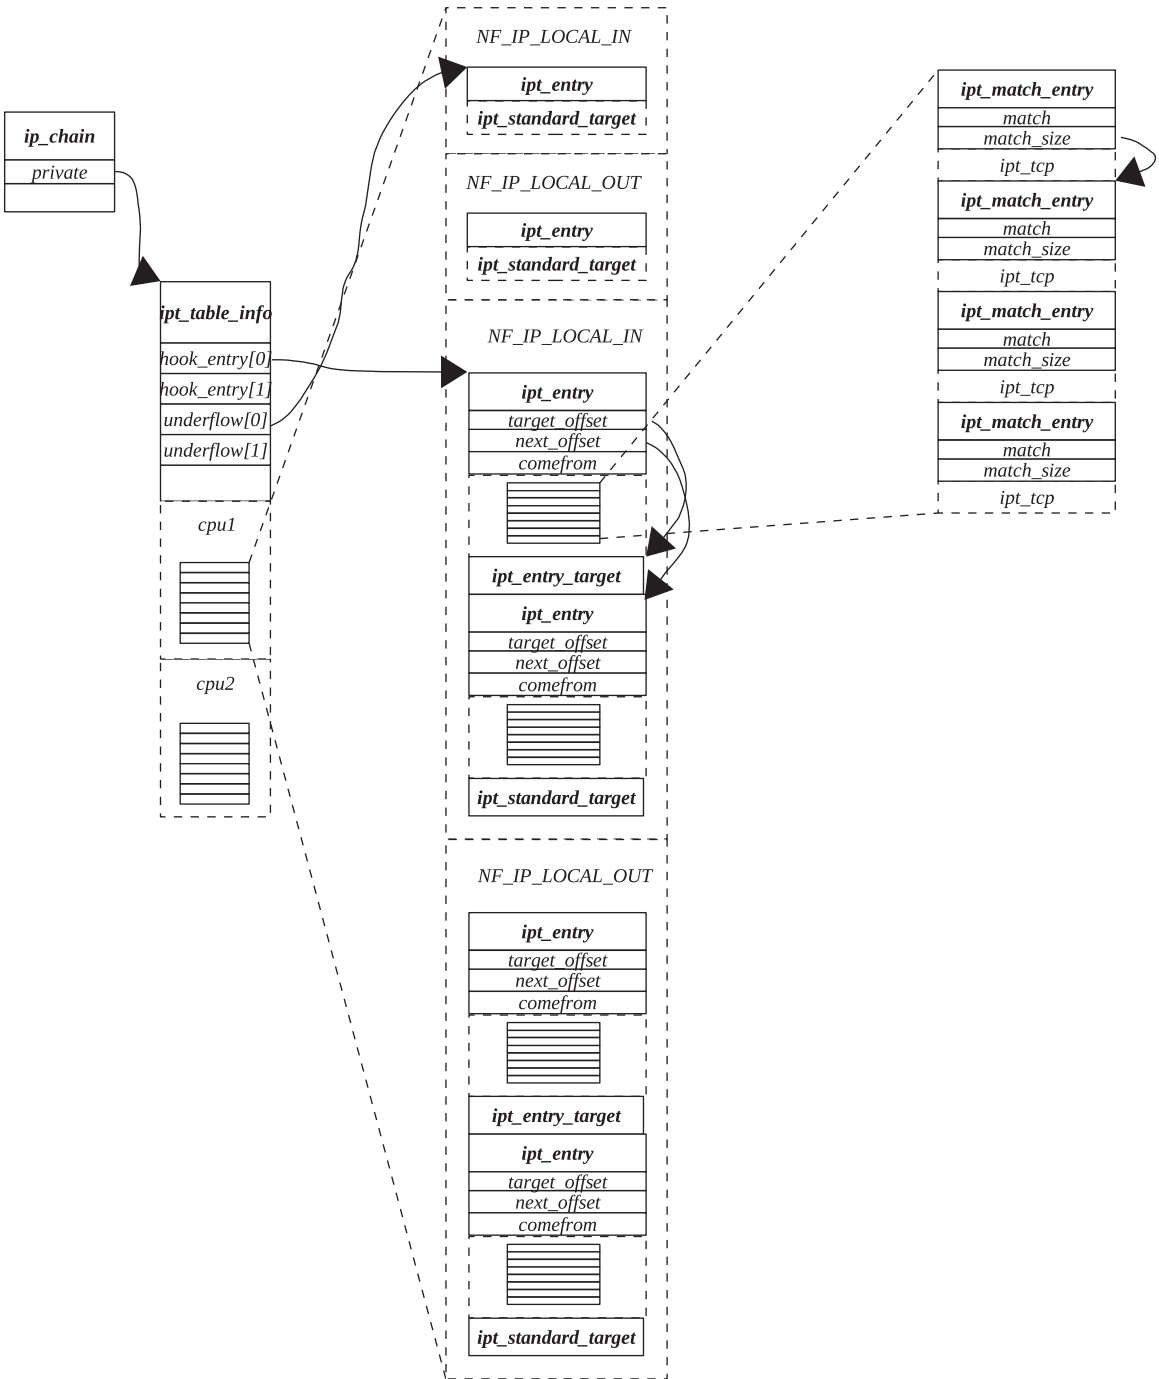 ip_chain
private
ipt_table_info
hook_entry[0]
hook_entry[1]
underflow[0]
underflow[1]
cpu1
cpu2
NF_IP_LOCAL_IN
ipt_entry
ipt_standard_target
NF_IP_LOCAL_OUT
ipt_entry
ipt_standard_target
NF_IP_LOCAL_IN
ipt_entry
target_offset
next_offset
comefrom
ipt_entry_target
ipt_entry
target_offset
next_offset
comefrom
ipt_standard_target
NF_IP_LOCAL_OUT
ipt_entry
target_offset
next_offset
comefrom
ipt_entry_target
ipt_entry
target_offset
next_offset
comefrom
ipt_standard_target
ipt_match_entry
match
match_size
ipt_tcp
ipt_match_entry
match
match_size
ipt_tcp
ipt_match_entry
match
match_size
ipt_tcp
ipt_match_entry
match
match_size
ipt_tcp